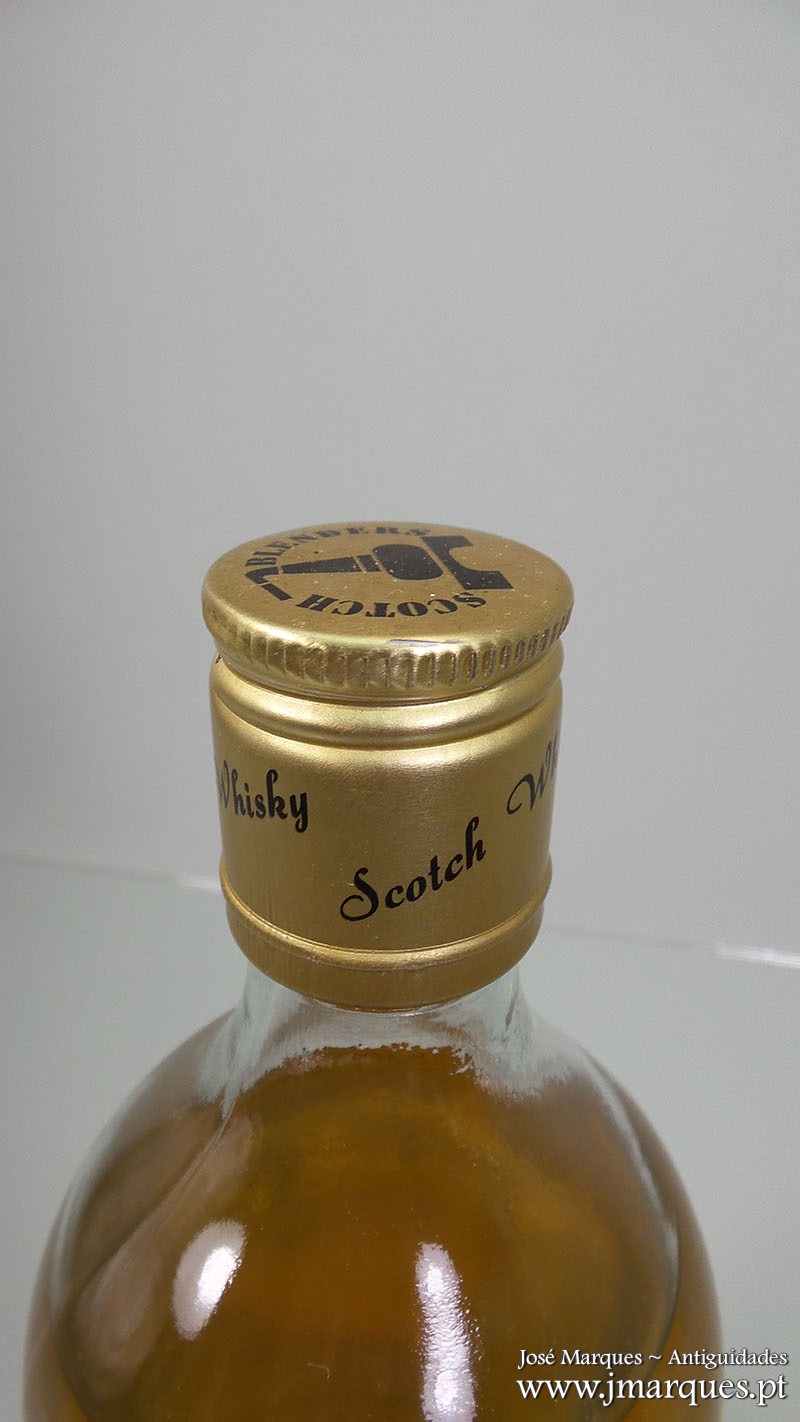 BLENDERS
SCOTCH
Whisky
Scotch
José Marques ~ Antiguidades
www.jmarques.pt